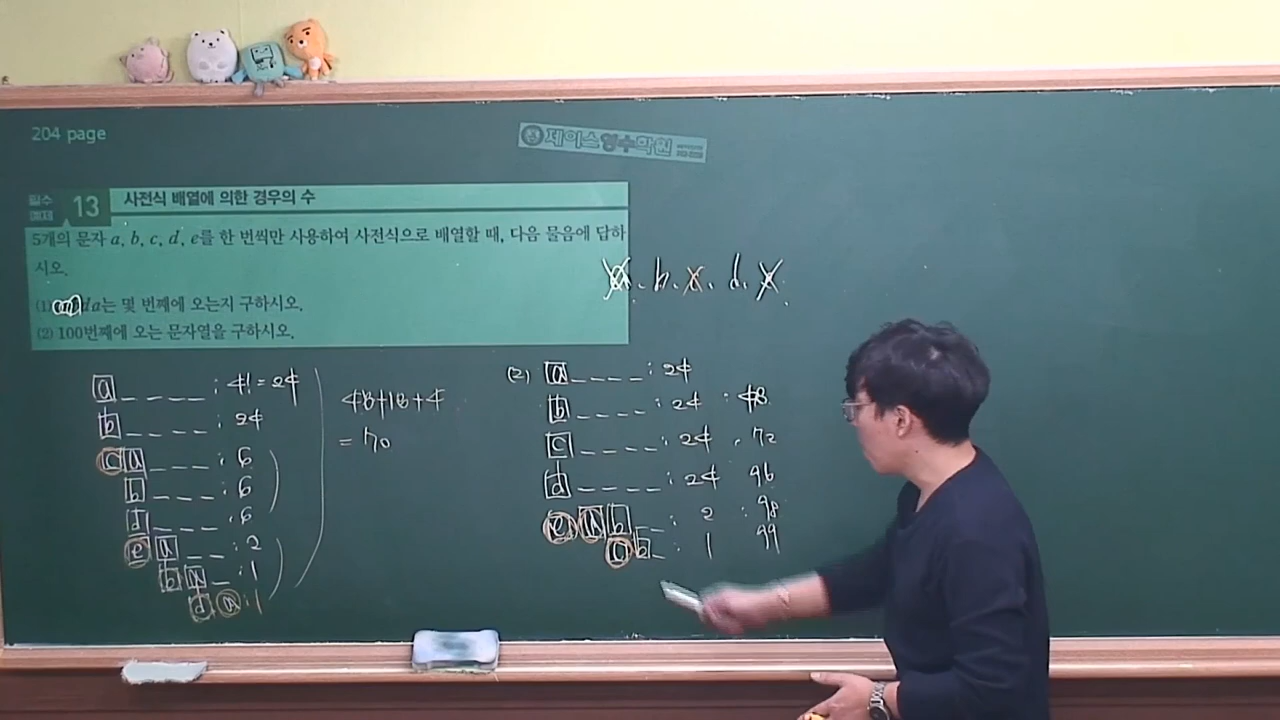 204 page
제이스영수학원
필수 예제 13 사전식 배열에 의한 경우의 수
5개의 문자 a, b, c, d, e를 한 번씩만 사용하여 사전식으로 배열할 때, 다음 물음에 답하
시오.
(1) da는 몇 번째에 오는지 구하시오.
(2) 100번째에 오는 문자열을 구하시오.
a, b, c, d, e
a _ _ _ _ : 4! = 24
b _ _ _ _ : 24
c a _ _ _ : 6
b _ _ _ : 6
d _ _ _ : 6
e a _ _ : 2
b a _ : 1
d a : 1
48+18+4
= 70
(2) a _ _ _ _ : 24
b _ _ _ _ : 24 : 48
c _ _ _ _ : 24 . 72
d _ _ _ _ : 24 96
e a b _ _ : 2 : 98
c b _ : 1 99